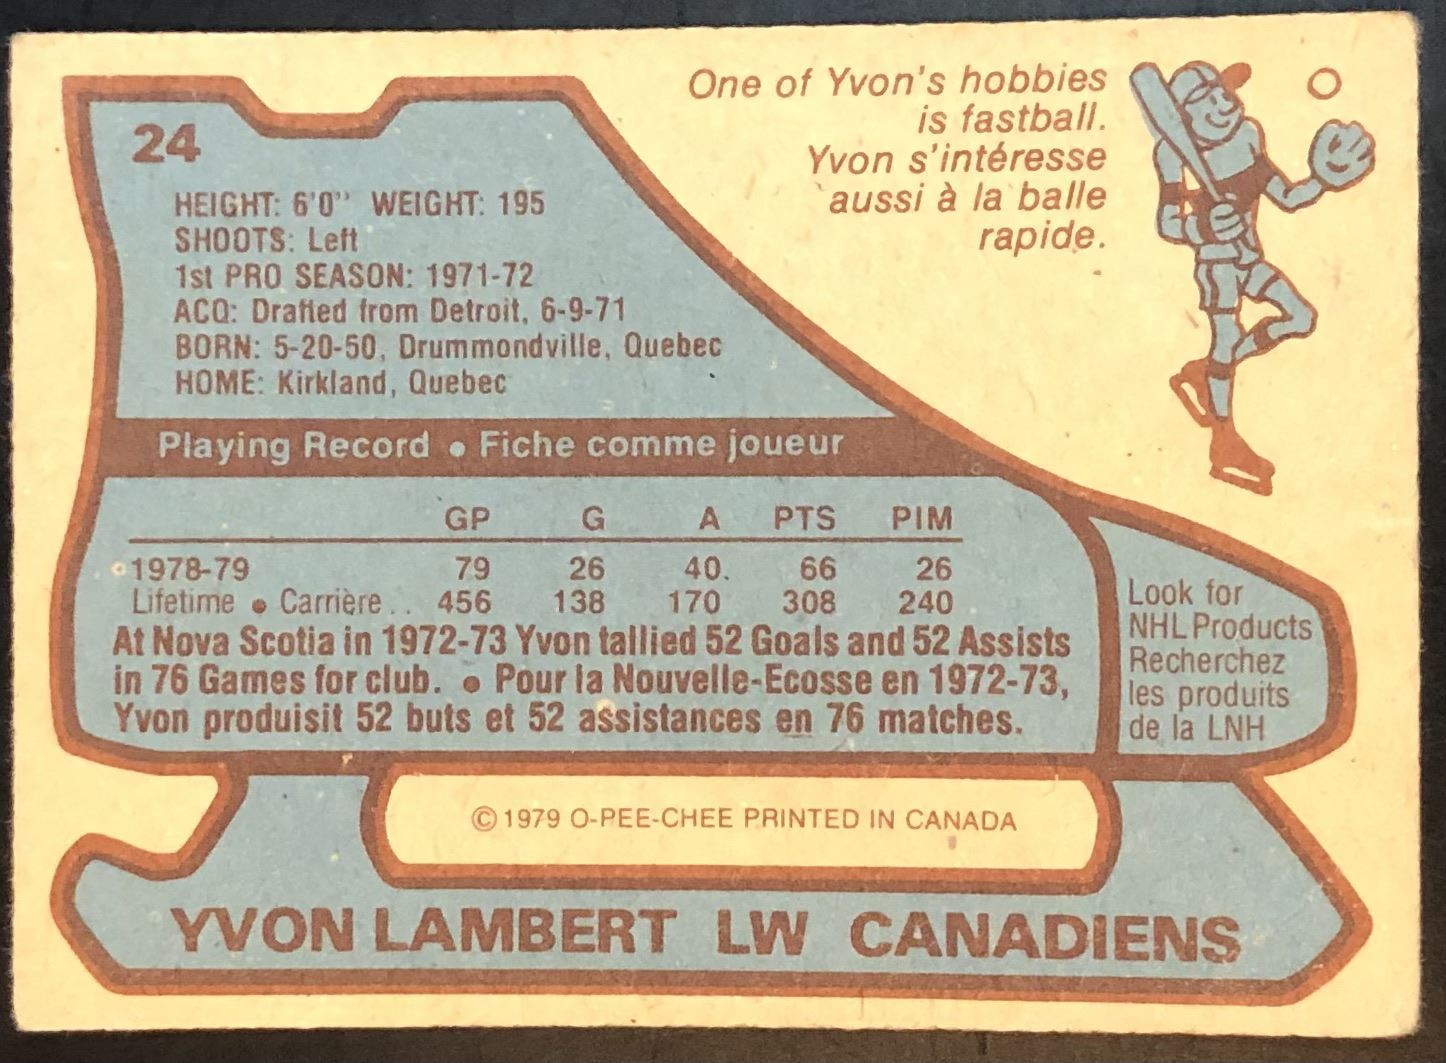 24
One of Yvon's hobbies
is fastball.
Yvon s'intéresse
aussi à la balle
rapide.
HEIGHT: 6'0" WEIGHT: 195
SHOOTS: Left
1st PRO SEASON: 1971-72
ACQ: Drafted from Detroit, 6-9-71
BORN: 5-20-50, Drummondville, Quebec
HOME: Kirkland, Quebec
Playing Record • Fiche comme joueur
GP G A PTS PIM
1978-79 79 26 40. 66 26
Lifetime • Carrière .. 456 138 170 308 240
At Nova Scotia in 1972-73 Yvon tallied 52 Goals and 52 Assists
in 76 Games for club. • Pour la Nouvelle-Ecosse en 1972-73,
Yvon produisit 52 buts et 52 assistances en 76 matches.
Look for
NHL Products
Recherchez
les produits
de la LNH
© 1979 O-PEE-CHEE PRINTED IN CANADA
YVON LAMBERT LW CANADIENS